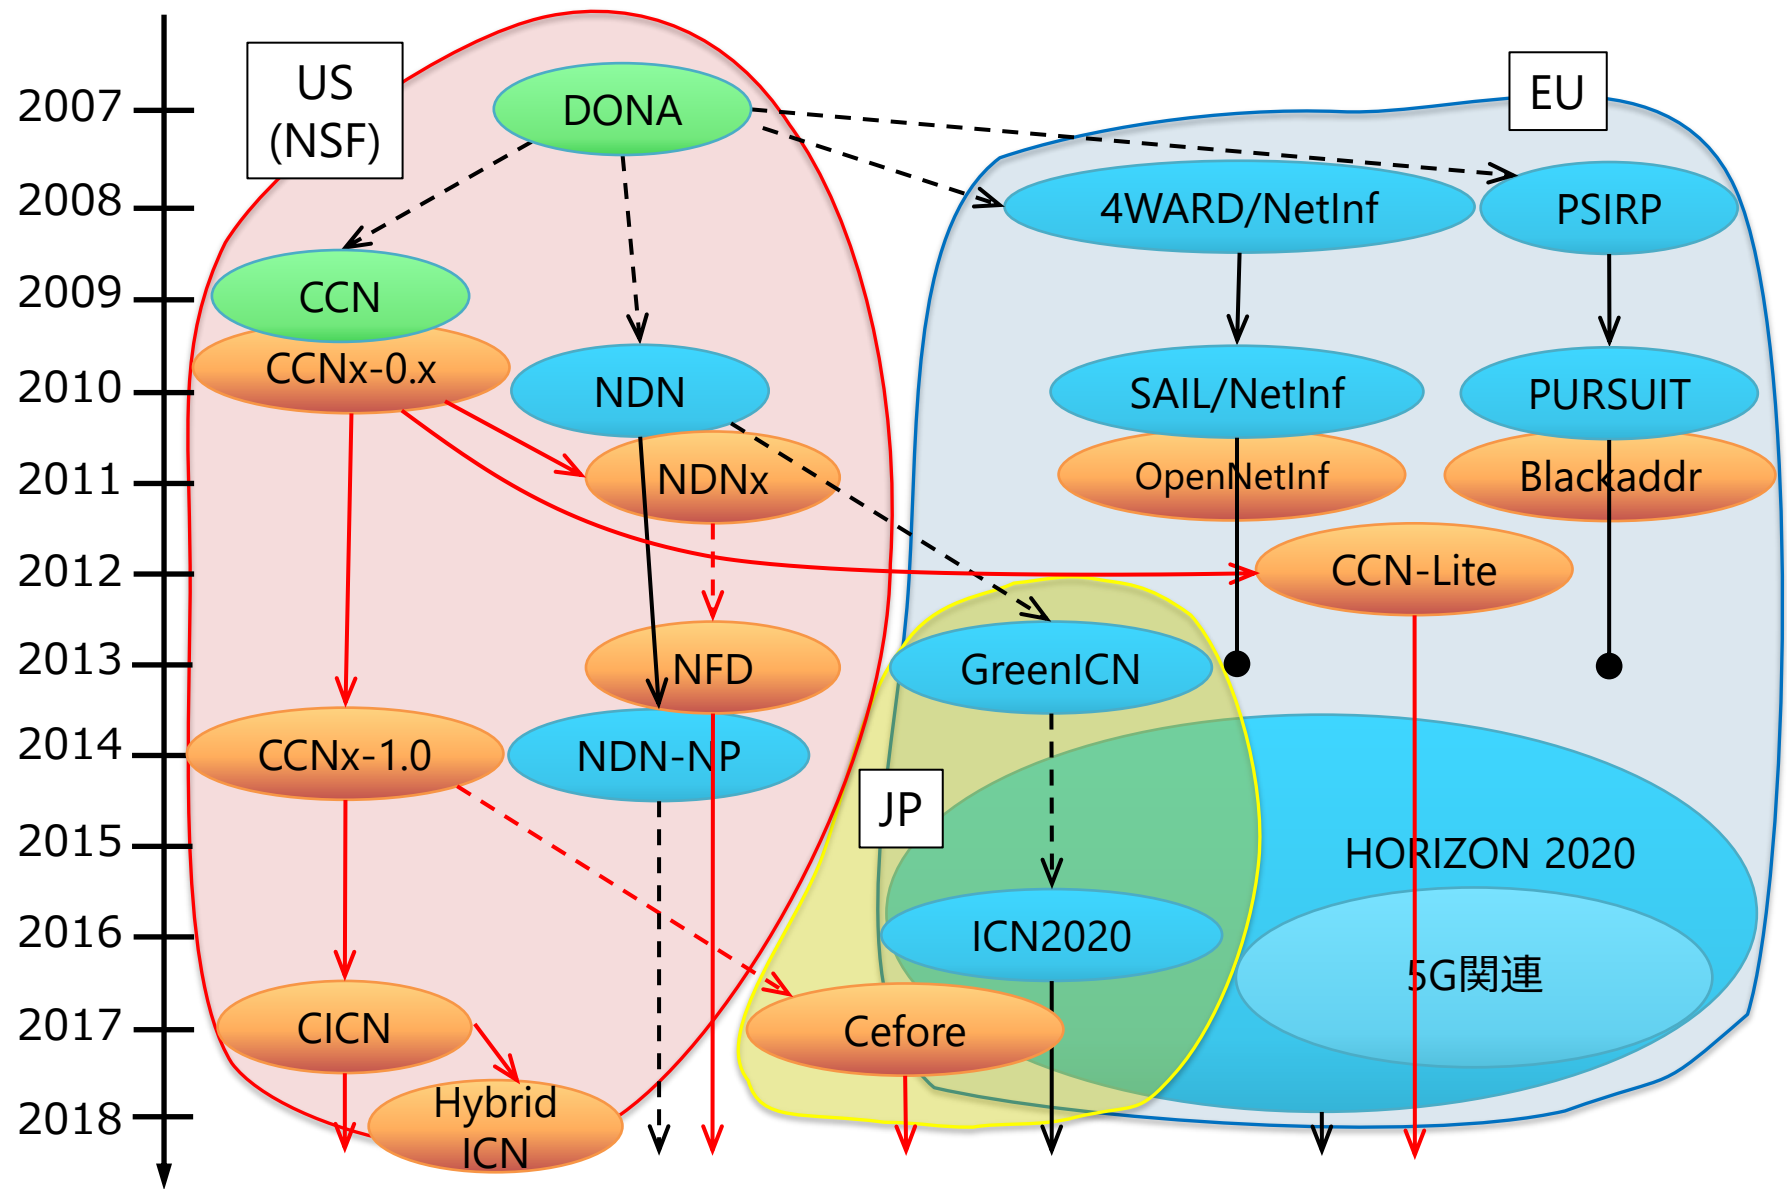 US
(NSF)
EU
2007
DONA
2008
4WARD/NetInf
PSIRP
2009
CCN
CCNx-0.x
2010
NDN
SAIL/NetInf
PURSUIT
2011
NDNx
OpenNetInf
Blackaddr
2012
CCN-Lite
2013
NFD
GreenICN
2014
CCNx-1.0
NDN-NP
JP
2015
HORIZON 2020
2016
ICN2020
5G関連
2017
CICN
Cefore
2018
Hybrid
ICN